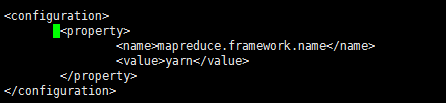 <configuration>
<property>
<name>mapreduce.framework.name</name>
<value>yarn</value>
</property>
</configuration>